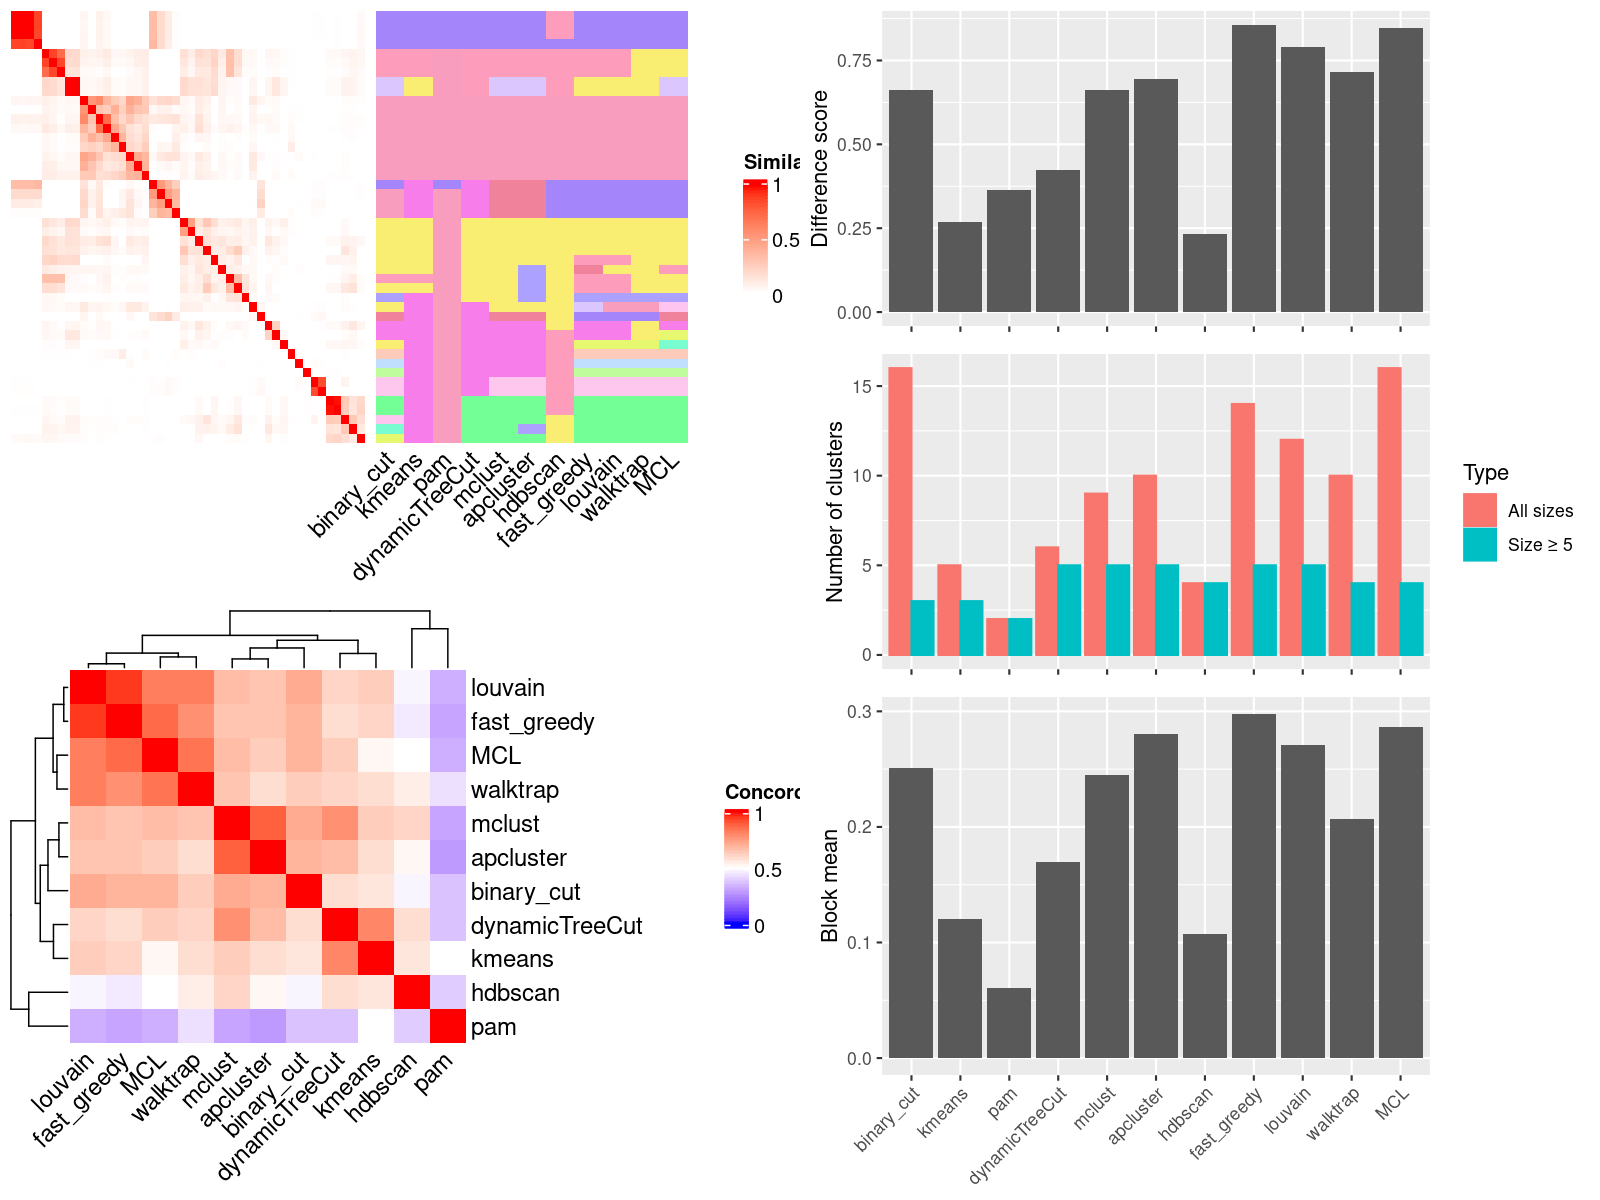 Simila
1
0.5
0
binary_cut
kmeans
pam
dynamicTreeCut
mclust
apcluster
hdbscan
fast_greedy
louvain
walktrap
MCL
louvain
fast_greedy
MCL
walktrap
mclust
apcluster
binary_cut
dynamicTreeCut
kmeans
hdbscan
pam
louvain
fast_greedy
MCL
walktrap
mclust
apcluster
binary_cut
dynamicTreeCut
kmeans
hdbscan
pam
Concord
1
0.5
0
Difference score
0.75
0.50
0.25
0.00
Number of clusters
15
10
5
0
Type
All sizes
Size ≥ 5
Block mean
0.3
0.2
0.1
0.0
binary_cut
kmeans
pam
dynamicTreeCut
mclust
apcluster
hdbscan
fast_greedy
louvain
walktrap
MCL